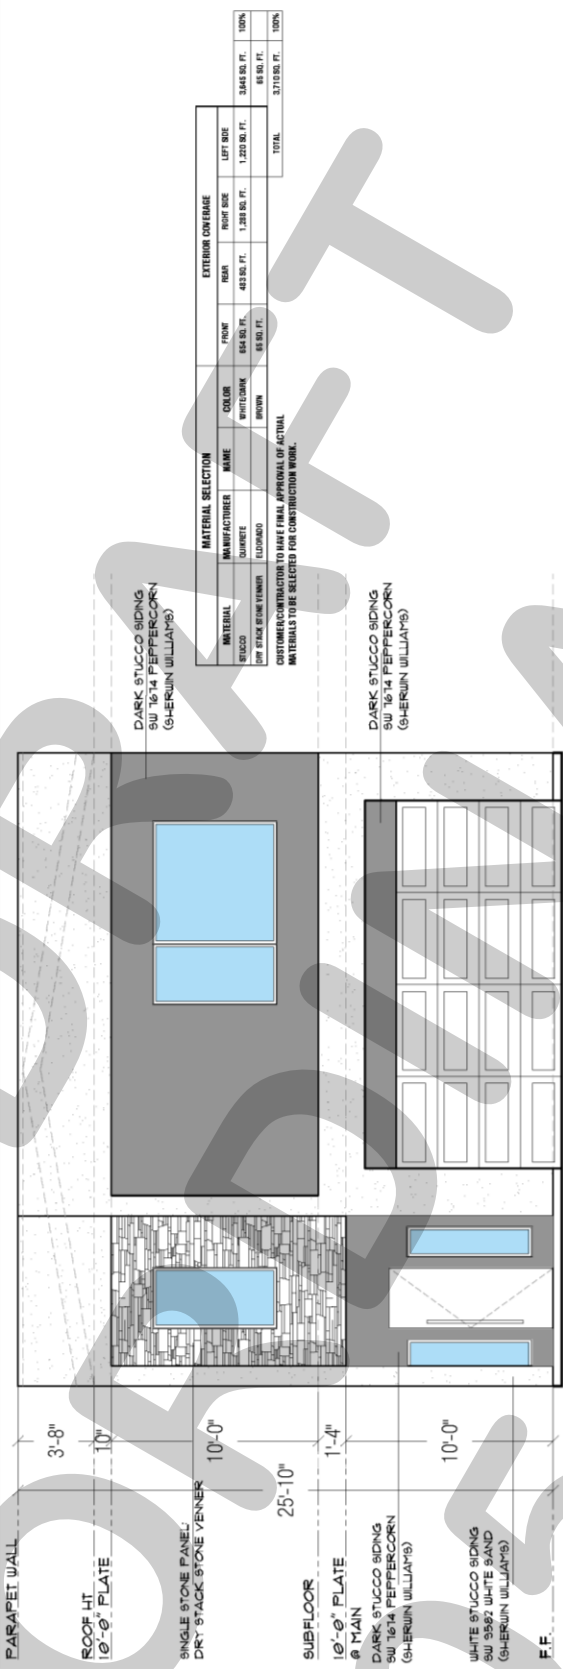 PARAPET WALL
3'-8"
ROOF HT
10'-0" PLATE
10"
SINGLE STONE PANEL:
DRY STACK STONE VENNER
10'-0"
25'-10"
SUBFLOOR
1'-4"
10'-0" PLATE
@ MAIN
DARK STUCCO SIDING
SW 7674 PEPPERCORN
(SHERWIN WILLIAMS)
10'-0"
WHITE STUCCO SIDING
SW 9582 WHITE SAND
(SHERWIN WILLIAMS)
F.F.
DARK STUCCO SIDING
SW 7674 PEPPERCORN
(SHERWIN WILLIAMS)
DARK STUCCO SIDING
SW 7674 PEPPERCORN
(SHERWIN WILLIAMS)
MATERIAL SELECTION EXTERIOR COVERAGE
MATERIAL MANUFACTURER NAME COLOR FRONT REAR RIGHT SIDE LEFT SIDE
STUCCO QUIKRETE WHITE/DARK 654 SQ. FT. 483 SQ. FT. 1,288 SQ. FT. 1,220 SQ. FT. 3,645 SQ. FT. 100%
DRY STACK STONE VENNER ELDORADO BROWN 65 SQ. FT. 65 SQ. FT.
TOTAL 3,710 SQ. FT. 100%
CUSTOMER/CONTRACTOR TO HAVE FINAL APPROVAL OF ACTUAL
MATERIALS TO BE SELECTED FOR CONSTRUCTION WORK.
DRAFT